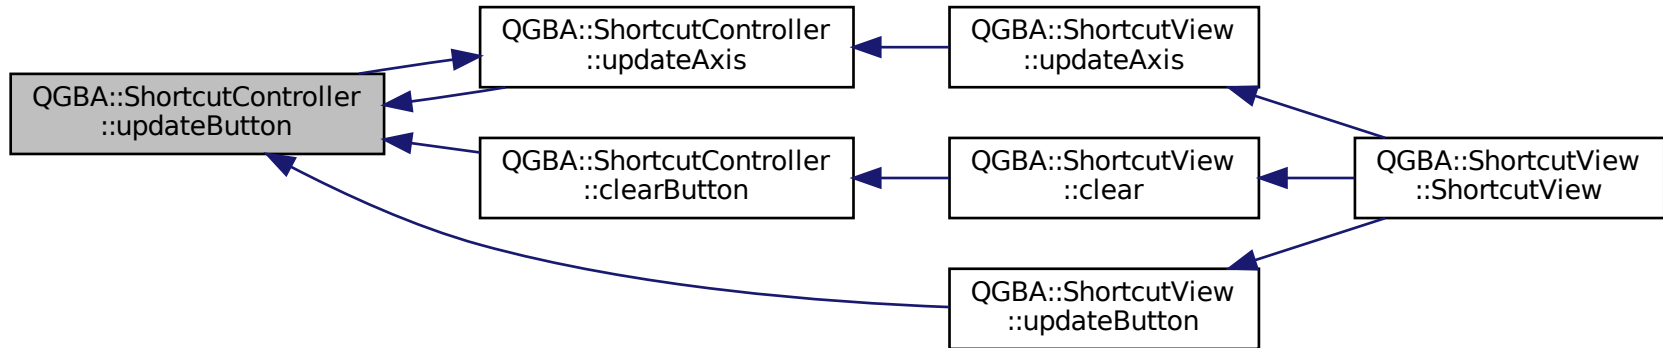 QGBA::ShortcutController
::updateButton
QGBA::ShortcutController
::updateAxis
QGBA::ShortcutView
::updateAxis
QGBA::ShortcutController
::clearButton
QGBA::ShortcutView
::clear
QGBA::ShortcutView
::ShortcutView
QGBA::ShortcutView
::updateButton